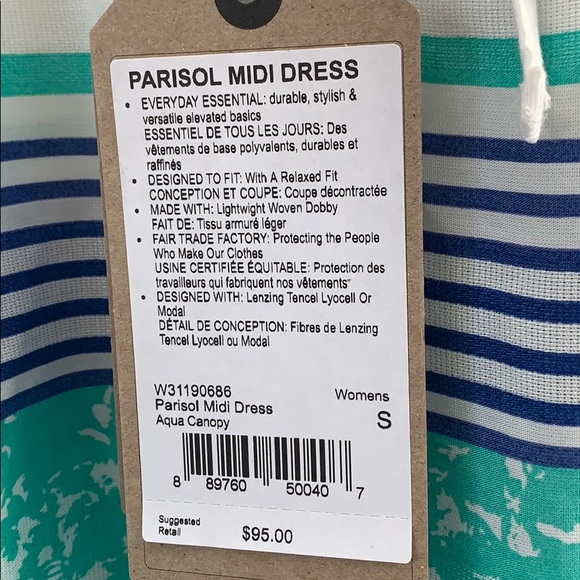 PARISOL MIDI DRESS
• EVERYDAY ESSENTIAL: durable, stylish &
versatile elevated basics
ESSENTIEL DE TOUS LES JOURS: Des
vêtements de base polyvalents, durables et
raffinés
• DESIGNED TO FIT: With A Relaxed Fit
CONCEPTION ET COUPE: Coupe décontractée
• MADE WITH: Lightweight Woven Dobby
FAIT DE: Tissu armuré léger
• FAIR TRADE FACTORY: Protecting the People
Who Make Our Clothes
USINE CERTIFIÉE ÉQUITABLE: Protection des
travailleurs qui fabriquent nos vêtements"
• DESIGNED WITH: Lenzing Tencel Lyocell Or
Modal
DÉTAIL DE CONCEPTION: Fibres de Lenzing
Tencel Lyocell ou Modal
W31190686 Womens
Parisol Midi Dress S
Aqua Canopy
8 89760 50040 7
Suggested
Retail $95.00